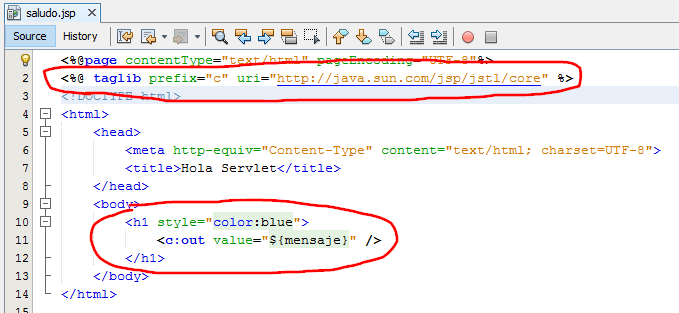 saludo.jsp
Source History
1 <%@page contentType="text/html" pageEncoding="UTF-8"%>
2 <%@ taglib prefix="c" uri="http://java.sun.com/jsp/jstl/core" %>
3 <!DOCTYPE html>
4 <html>
5 <head>
6 <meta http-equiv="Content-Type" content="text/html; charset=UTF-8">
7 <title>Hola Servlet</title>
8 </head>
9 <body>
10 <h1 style="color:blue">
11 <c:out value="${mensaje}" />
12 </h1>
13 </body>
14 </html>
15